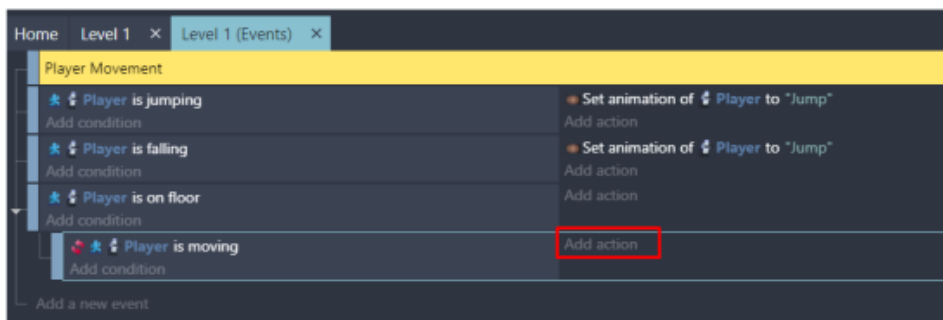 Home Level 1 × Level 1 (Events) ×
Player Movement
Player is jumping
Set animation of Player to "Jump"
Add condition
Add action
Player is falling
Set animation of Player to "Jump"
Add condition
Add action
Player is on floor
Add action
Add condition
Player is moving
Add action
Add condition
Add a new event